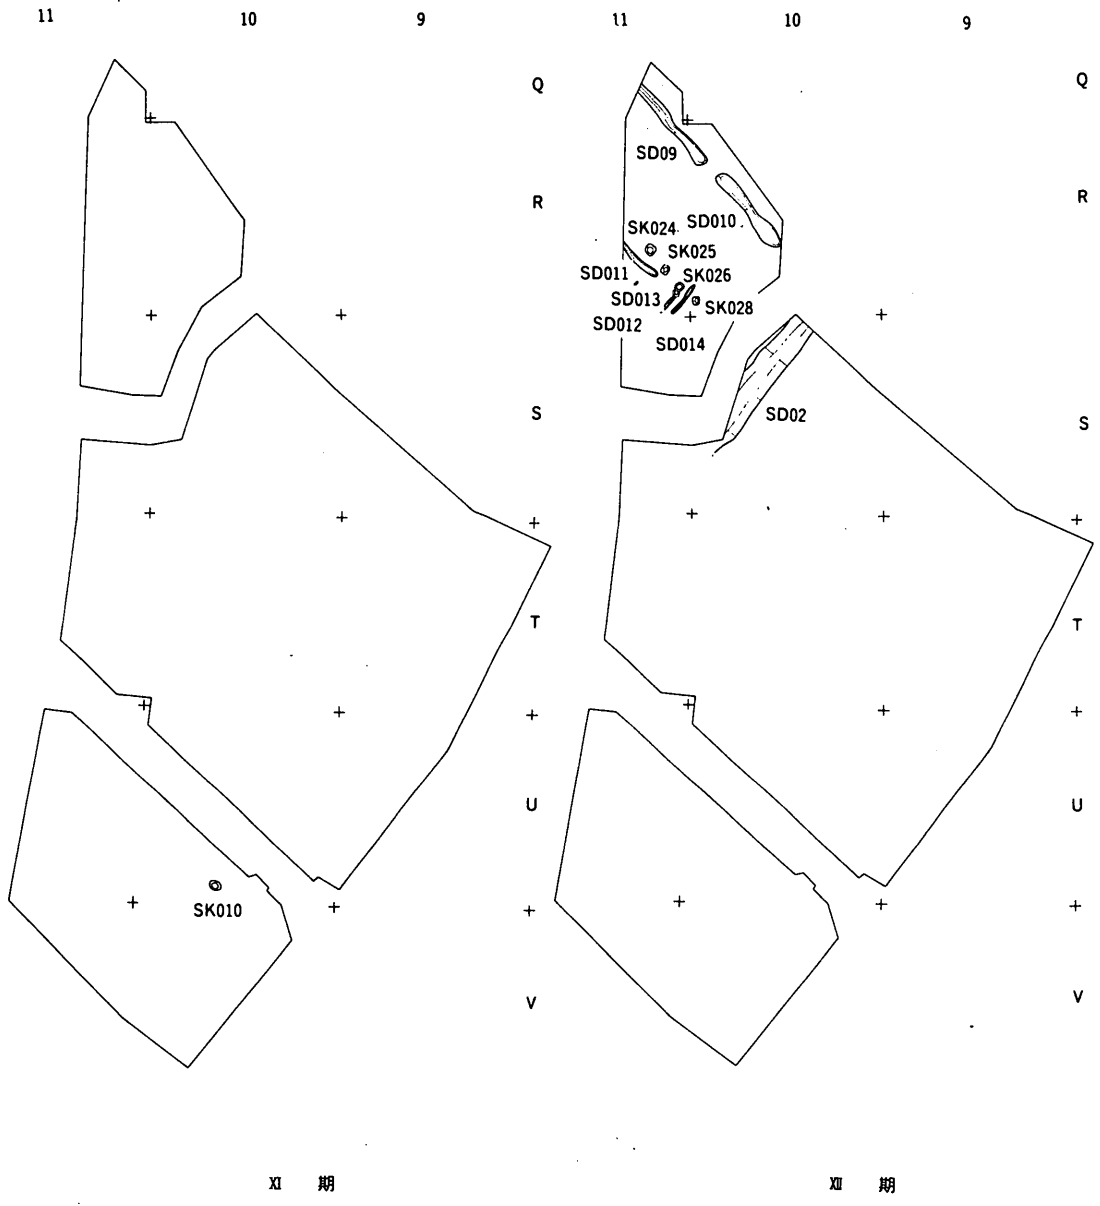 11 10 9
Q
R
S
T
U
SK010
V
XI 期
11 10 9
Q
SD09
R
SK024 SD010
SK025
SD011 SK026
SD013 SK028
SD012
SD014
SD02
S
T
U
V
XII 期